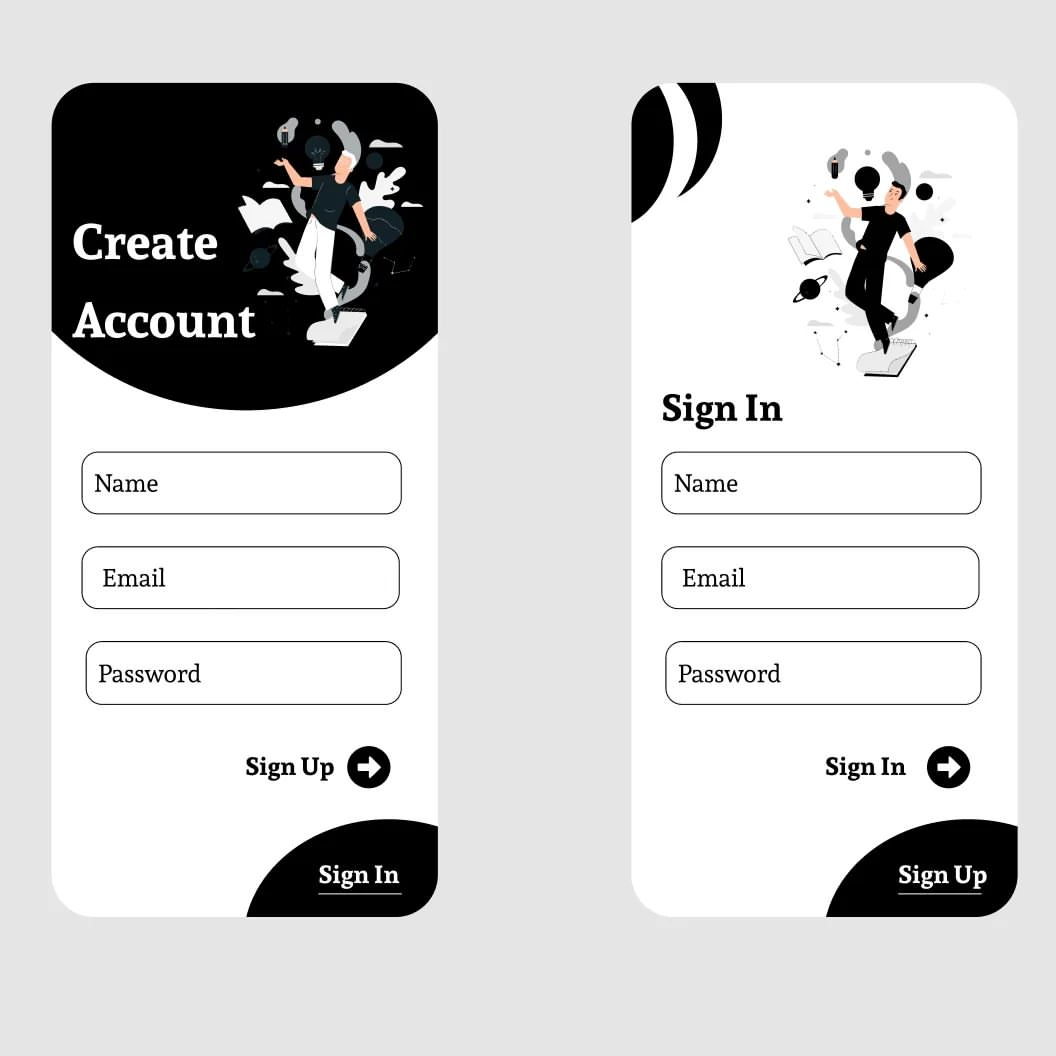 Create
Account
Name
Email
Password
Sign Up
Sign In
Sign In
Name
Email
Password
Sign In
Sign Up